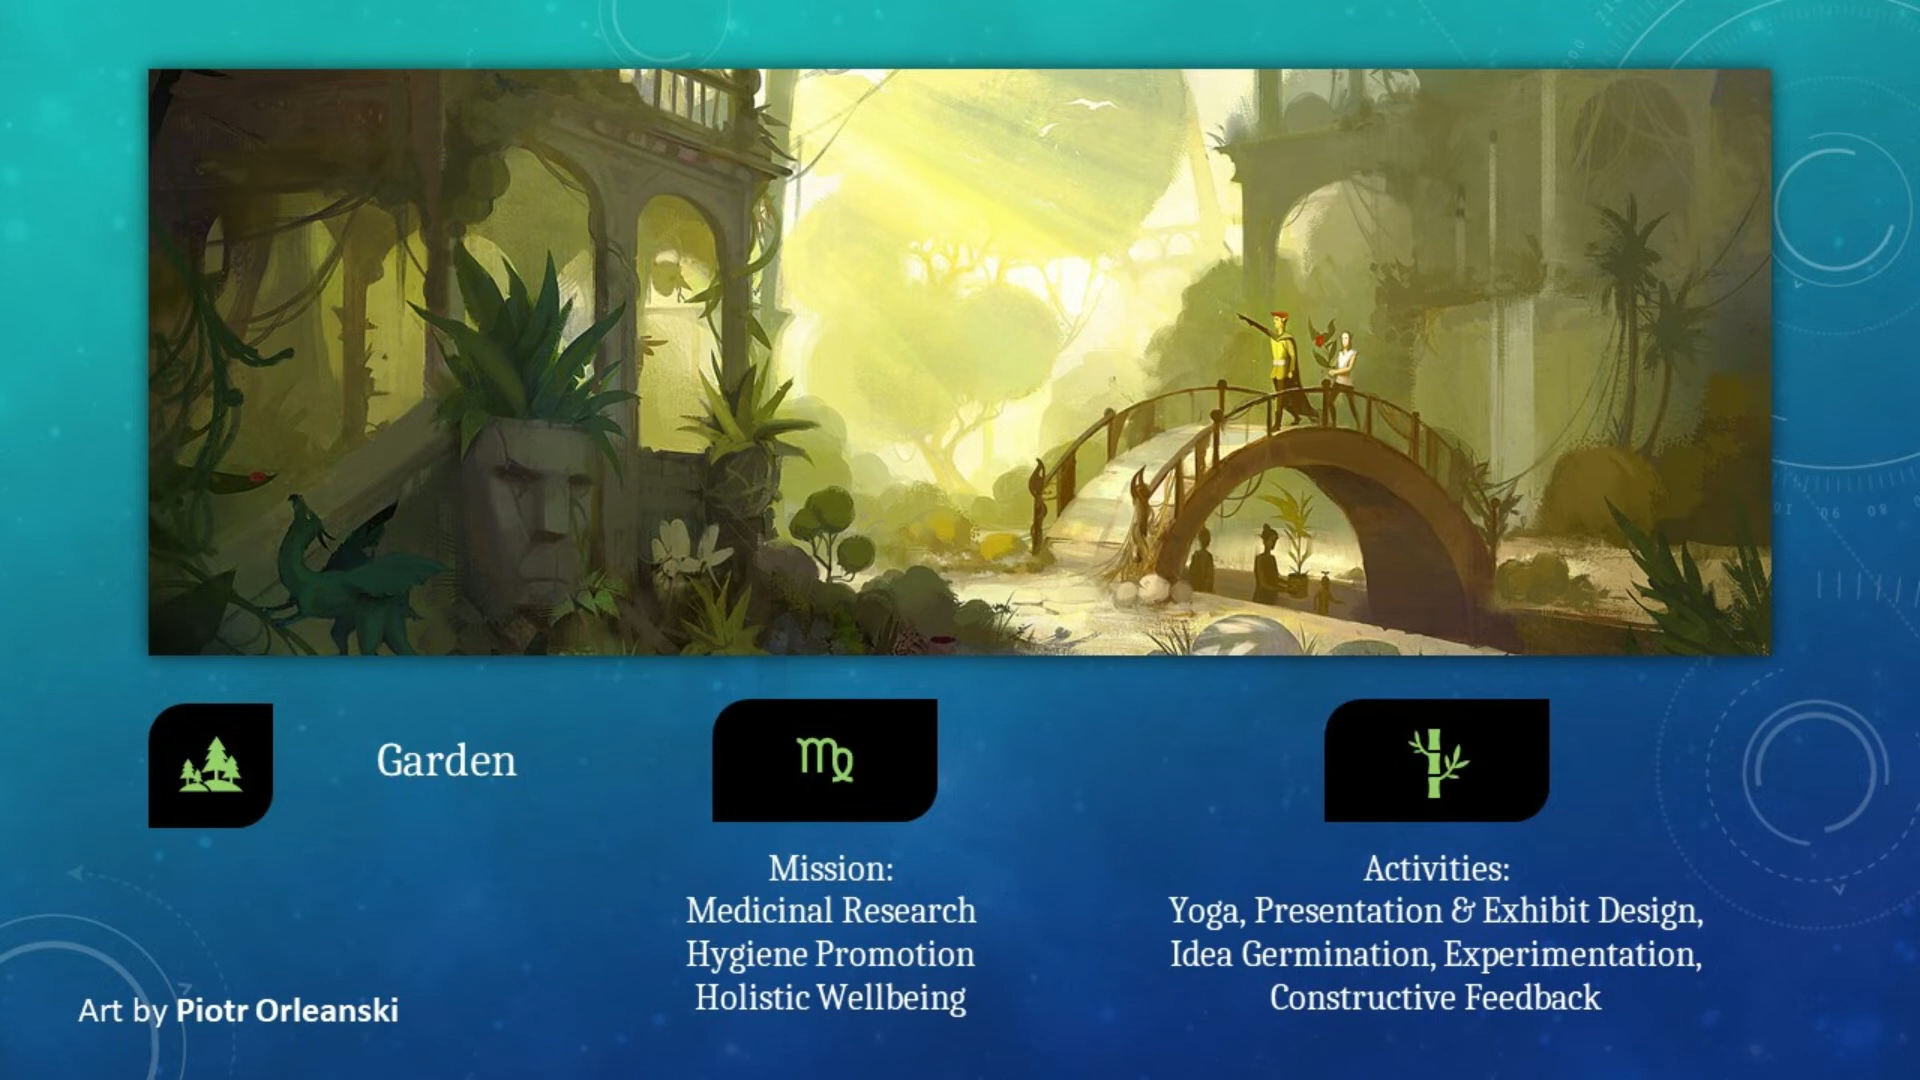 Garden
Mission:
Medicinal Research
Hygiene Promotion
Holistic Wellbeing
Activities:
Yoga, Presentation & Exhibit Design,
Idea Germination, Experimentation,
Constructive Feedback
Art by Piotr Orleanski